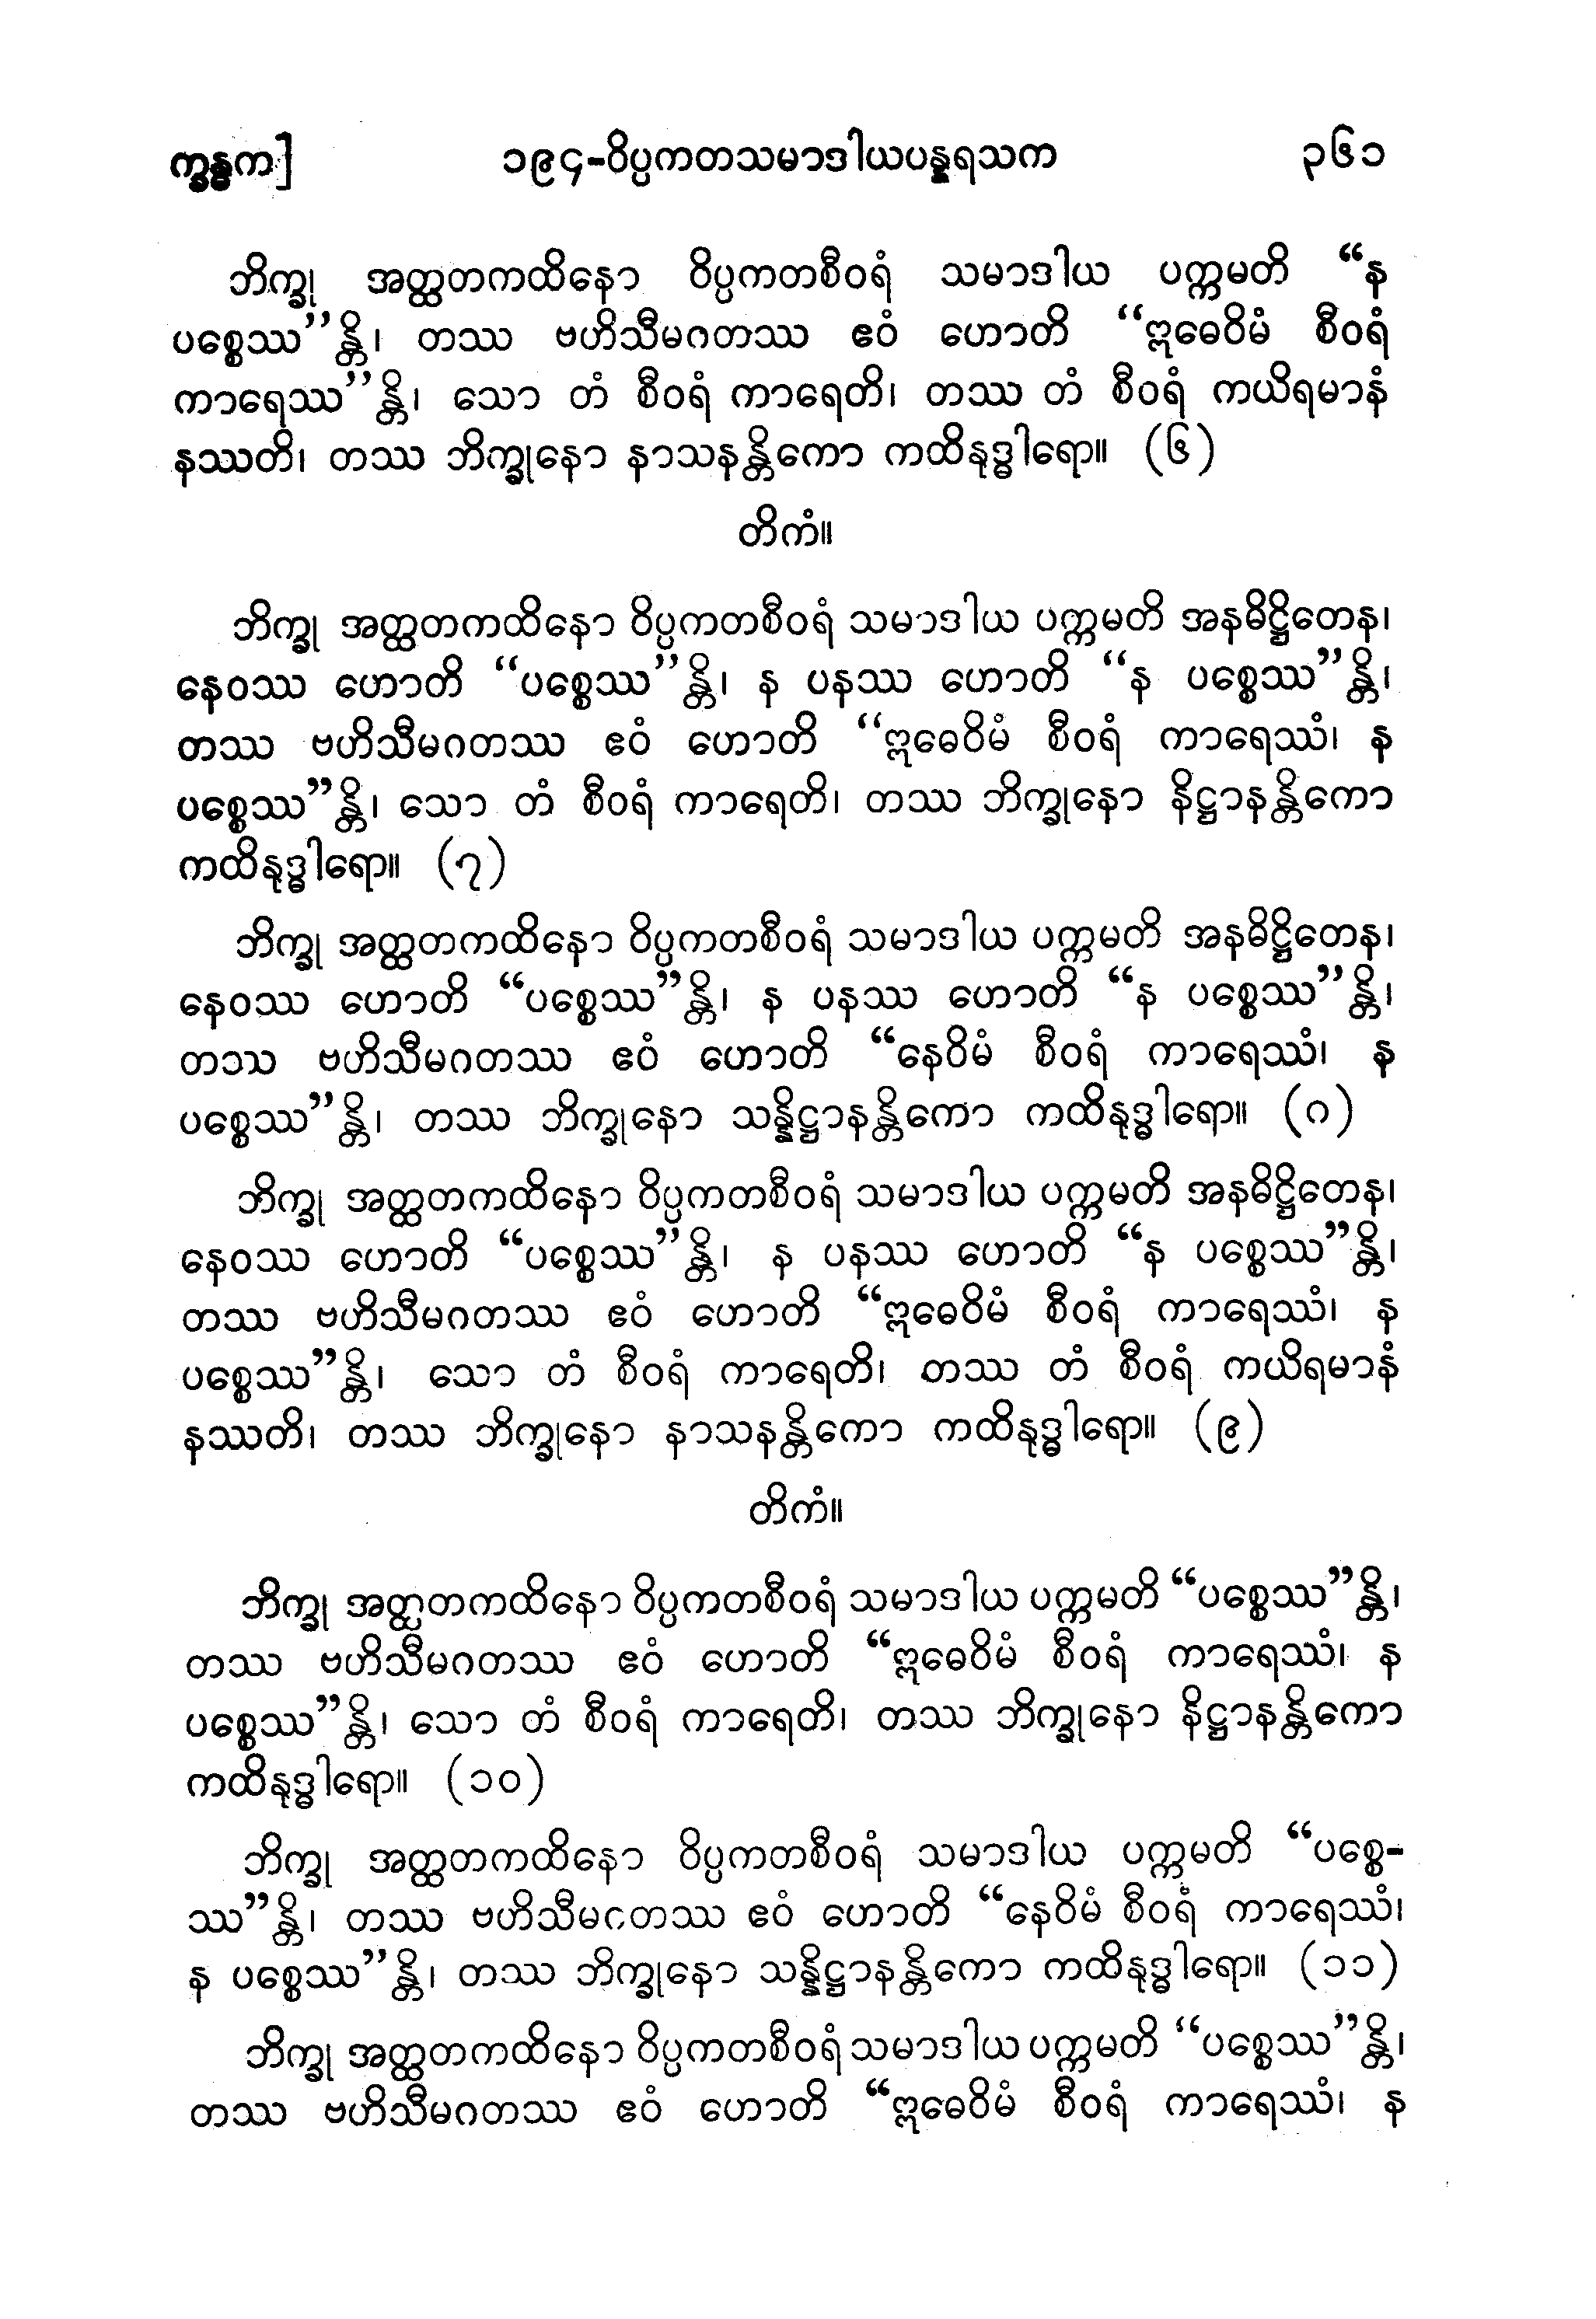 က္ခန္ဓက]
၁၉၄-ဝိပ္ပကတသမာဒါယပန္နရသက
၃၆၁
ဘိက္ခု အတ္ထတကထိနော ဝိပ္ပကတစီဝရံ သမာဒါယ ပက္ကမတိ “န
ပစ္စေဿ”န္တိ၊ တဿ ဗဟိသီမဂတဿ ဧဝံ ဟောတိ “ဣဓေဝိမံ စီဝရံ
ကာရေဿ”န္တိ၊ သော တံ စီဝရံ ကာရေတိ၊ တဿ တံ စီဝရံ ကယိရမာနံ
နဿတိ၊ တဿ ဘိက္ခုနော နာသနန္တိကော ကထိနုဒ္ဓါရော။ (၆)
တိကံ။
ဘိက္ခု အတ္ထတကထိနော ဝိပ္ပကတစီဝရံ သမာဒါယ ပက္ကမတိ အနဓိဋ္ဌိတေန၊
နေဝဿ ဟောတိ “ပစ္စေဿ”န္တိ၊ န ပနဿ ဟောတိ “န ပစ္စေဿ”န္တိ၊
တဿ ဗဟိသီမဂတဿ ဧဝံ ဟောတိ “ဣဓေဝိမံ စီဝရံ ကာရေဿံ၊ န
ပစ္စေဿ”န္တိ၊ သော တံ စီဝရံ ကာရေတိ၊ တဿ ဘိက္ခုနော နိဋ္ဌာနန္တိကော
ကထိနုဒ္ဓါရော။ (၇)
ဘိက္ခု အတ္ထတကထိနော ဝိပ္ပကတစီဝရံ သမာဒါယ ပက္ကမတိ အနဓိဋ္ဌိတေန၊
နေဝဿ ဟောတိ “ပစ္စေဿ”န္တိ၊ န ပနဿ ဟောတိ “န ပစ္စေဿ”န္တိ၊
တဿ ဗဟိသီမဂတဿ ဧဝံ ဟောတိ “နေဝိမံ စီဝရံ ကာရေဿံ၊ န
ပစ္စေဿ”န္တိ၊ တဿ ဘိက္ခုနော သန္နိဋ္ဌာနန္တိကော ကထိနုဒ္ဓါရော။ (၈)
ဘိက္ခု အတ္ထတကထိနော ဝိပ္ပကတစီဝရံ သမာဒါယ ပက္ကမတိ အနဓိဋ္ဌိတေန၊
နေဝဿ ဟောတိ “ပစ္စေဿ”န္တိ၊ န ပနဿ ဟောတိ “န ပစ္စေဿ”န္တိ၊
တဿ ဗဟိသီမဂတဿ ဧဝံ ဟောတိ “ဣဓေဝိမံ စီဝရံ ကာရေဿံ၊ န
ပစ္စေဿ”န္တိ၊ သော တံ စီဝရံ ကာရေတိ၊ တဿ တံ စီဝရံ ကယိရမာနံ
နဿတိ၊ တဿ ဘိက္ခုနော နာသနန္တိကော ကထိနုဒ္ဓါရော။ (၉)
တိကံ။
ဘိက္ခု အတ္ထတကထိနော ဝိပ္ပကတစီဝရံ သမာဒါယ ပက္ကမတိ “ပစ္စေဿ”န္တိ၊
တဿ ဗဟိသီမဂတဿ ဧဝံ ဟောတိ “ဣဓေဝိမံ စီဝရံ ကာရေဿံ၊ န
ပစ္စေဿ”န္တိ၊ သော တံ စီဝရံ ကာရေတိ၊ တဿ ဘိက္ခုနော နိဋ္ဌာနန္တိကော
ကထိနုဒ္ဓါရော။ (၁၀)
ဘိက္ခု အတ္ထတကထိနော ဝိပ္ပကတစီဝရံ သမာဒါယ ပက္ကမတိ “ပစ္စေ-
ဿ”န္တိ၊ တဿ ဗဟိသီမဂတဿ ဧဝံ ဟောတိ “နေဝိမံ စီဝရံ ကာရေဿံ၊
န ပစ္စေဿ”န္တိ၊ တဿ ဘိက္ခုနော သန္နိဋ္ဌာနန္တိကော ကထိနုဒ္ဓါရော။ (၁၁)
ဘိက္ခု အတ္ထတကထိနော ဝိပ္ပကတစီဝရံ သမာဒါယ ပက္ကမတိ “ပစ္စေဿ”န္တိ၊
တဿ ဗဟိသီမဂတဿ ဧဝံ ဟောတိ “ဣဓေဝိမံ စီဝရံ ကာရေဿံ၊ န